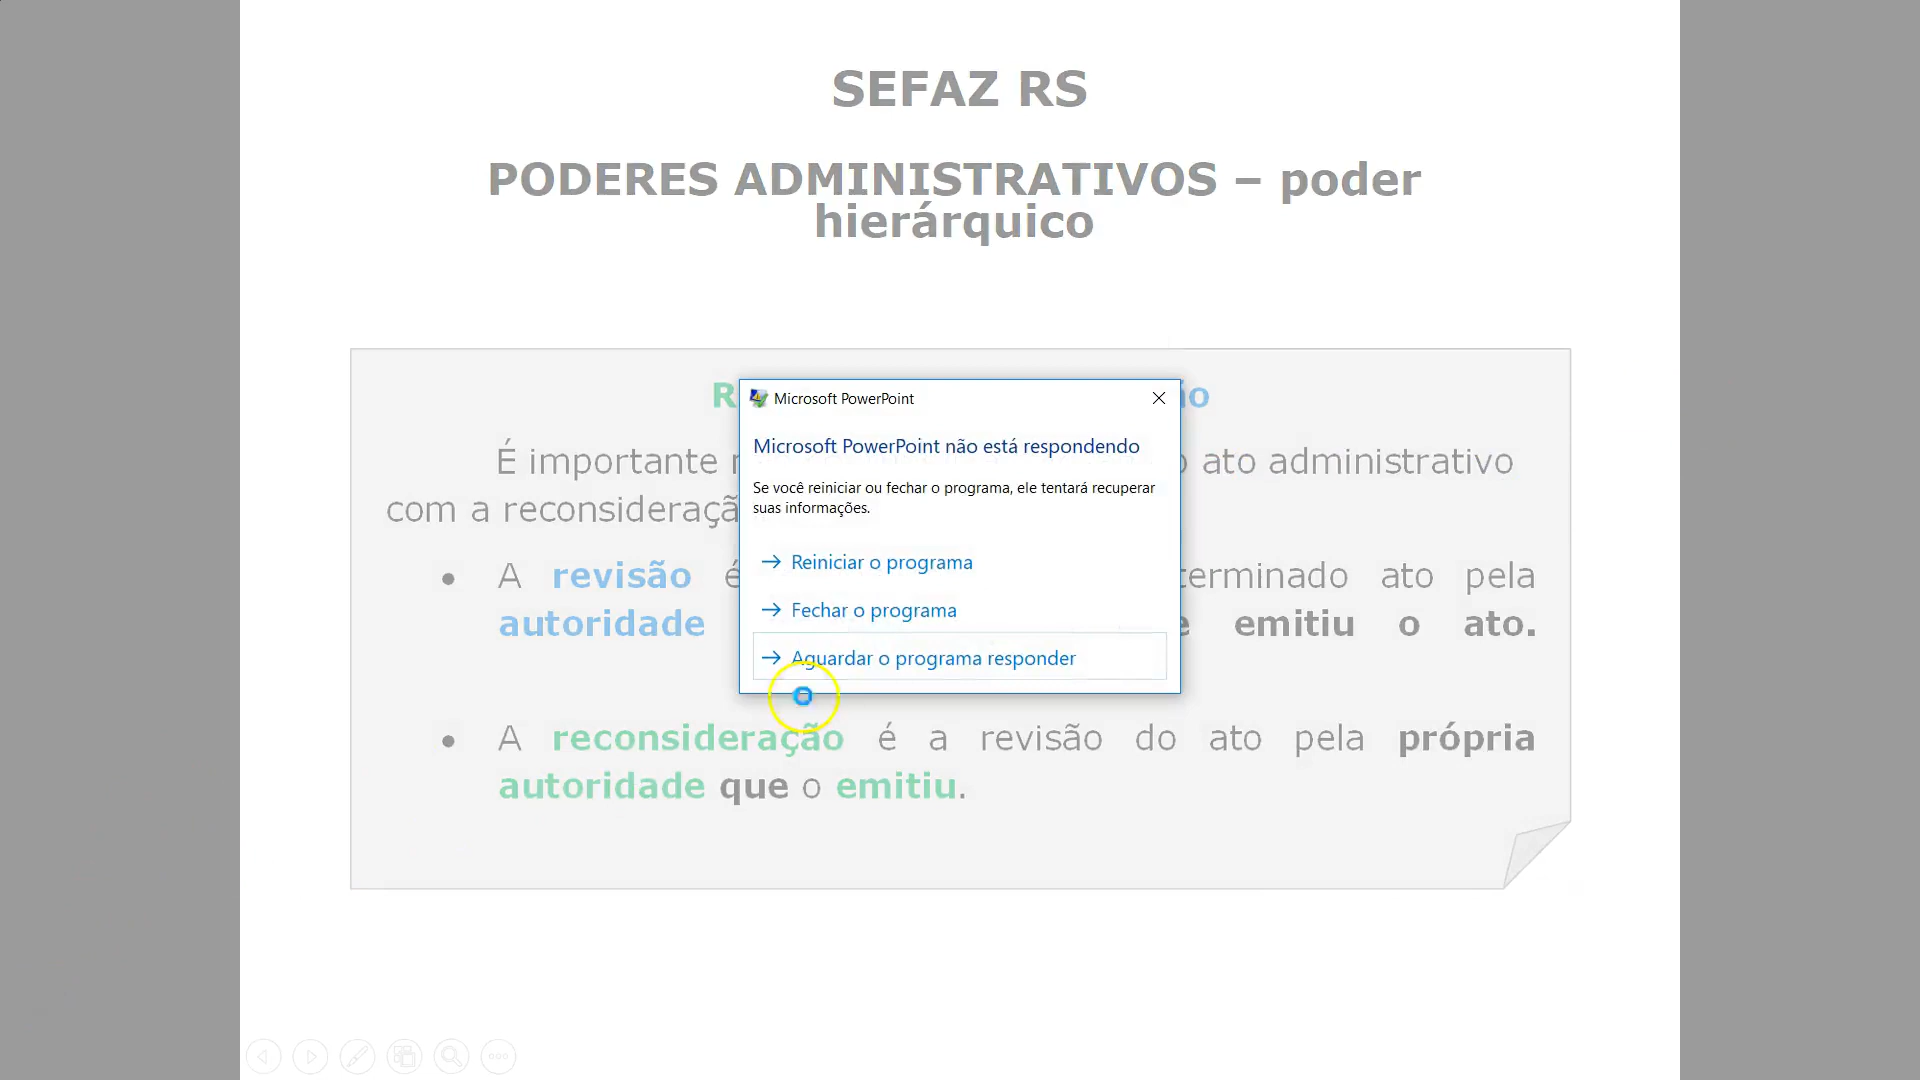 SEFAZ RS
PODERES ADMINISTRATIVOS – poder
hierárquico
Microsoft PowerPoint
Microsoft PowerPoint não está respondendo
Se você reiniciar ou fechar o programa, ele tentará recuperar
suas informações.
→ Reiniciar o programa
→ Fechar o programa
→ Aguardar o programa responder
É importante ato administrativo
com a reconsideraçã
• A revisão é ato pela
autoridade emitiu o ato.
• A reconsideração é a revisão do ato pela própria
autoridade que o emitiu.